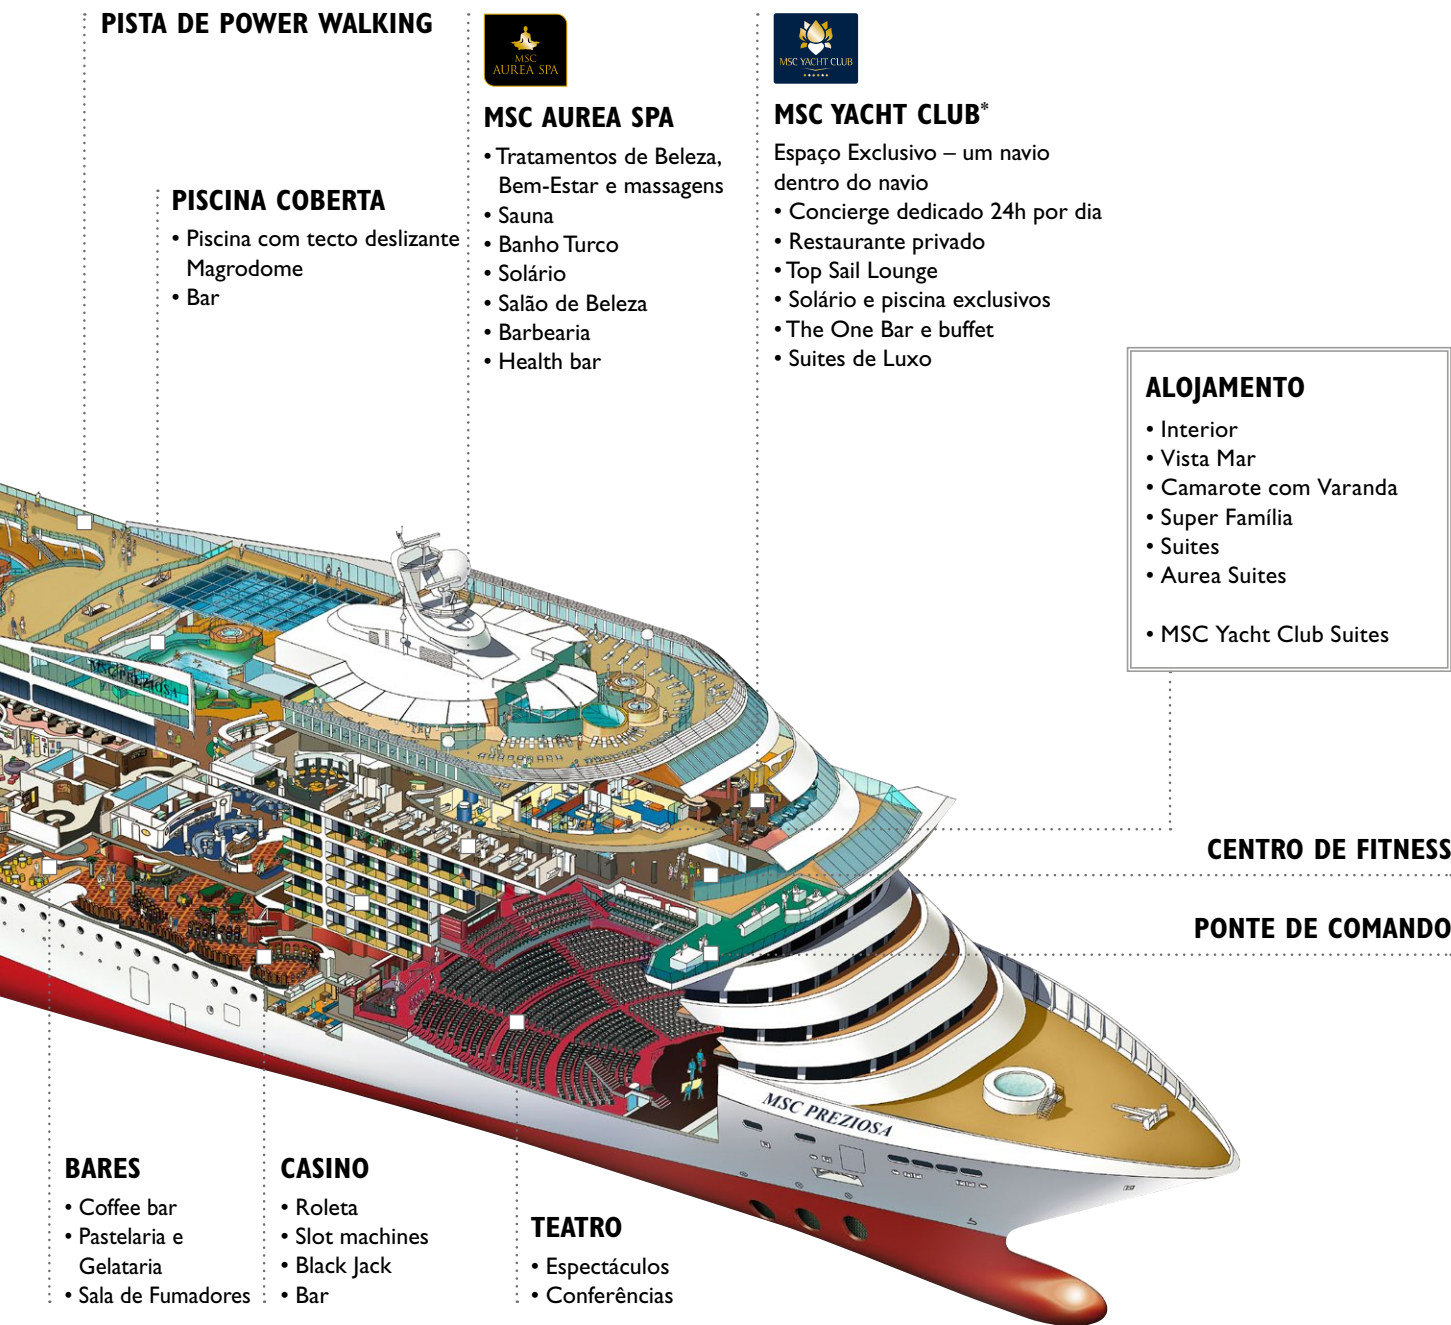 PISTA DE POWER WALKING
MSC
AUREA SPA
MSC AUREA SPA
• Tratamentos de Beleza,
Bem-Estar e massagens
• Sauna
• Banho Turco
• Solário
• Salão de Beleza
• Barbearia
• Health bar
MSC YACHT CLUB
MSC YACHT CLUB*
Espaço Exclusivo – um navio
dentro do navio
• Concierge dedicado 24h por dia
• Restaurante privado
• Top Sail Lounge
• Solário e piscina exclusivos
• The One Bar e buffet
• Suites de Luxo
PISCINA COBERTA
• Piscina com tecto deslizante
Magrodome
• Bar
ALOJAMENTO
• Interior
• Vista Mar
• Camarote com Varanda
• Super Família
• Suites
• Aurea Suites
• MSC Yacht Club Suites
MSC PREZIOSA
CENTRO DE FITNESS
PONTE DE COMANDO
MSC PREZIOSA
BARES
• Coffee bar
• Pastelaria e
Gelataria
• Sala de Fumadores
CASINO
• Roleta
• Slot machines
• Black Jack
• Bar
TEATRO
• Espectáculos
• Conferências